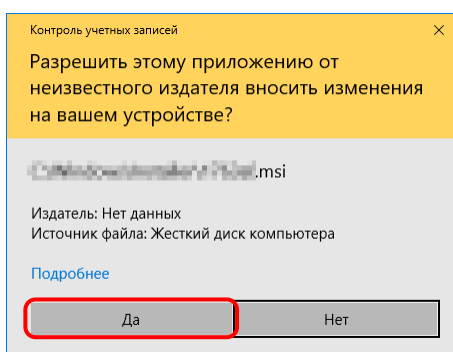 Контроль учетных записей
Разрешить этому приложению от
неизвестного издателя вносить изменения
на вашем устройстве?
.msi
Издатель: Нет данных
Источник файла: Жесткий диск компьютера
Подробнее
Да
Нет